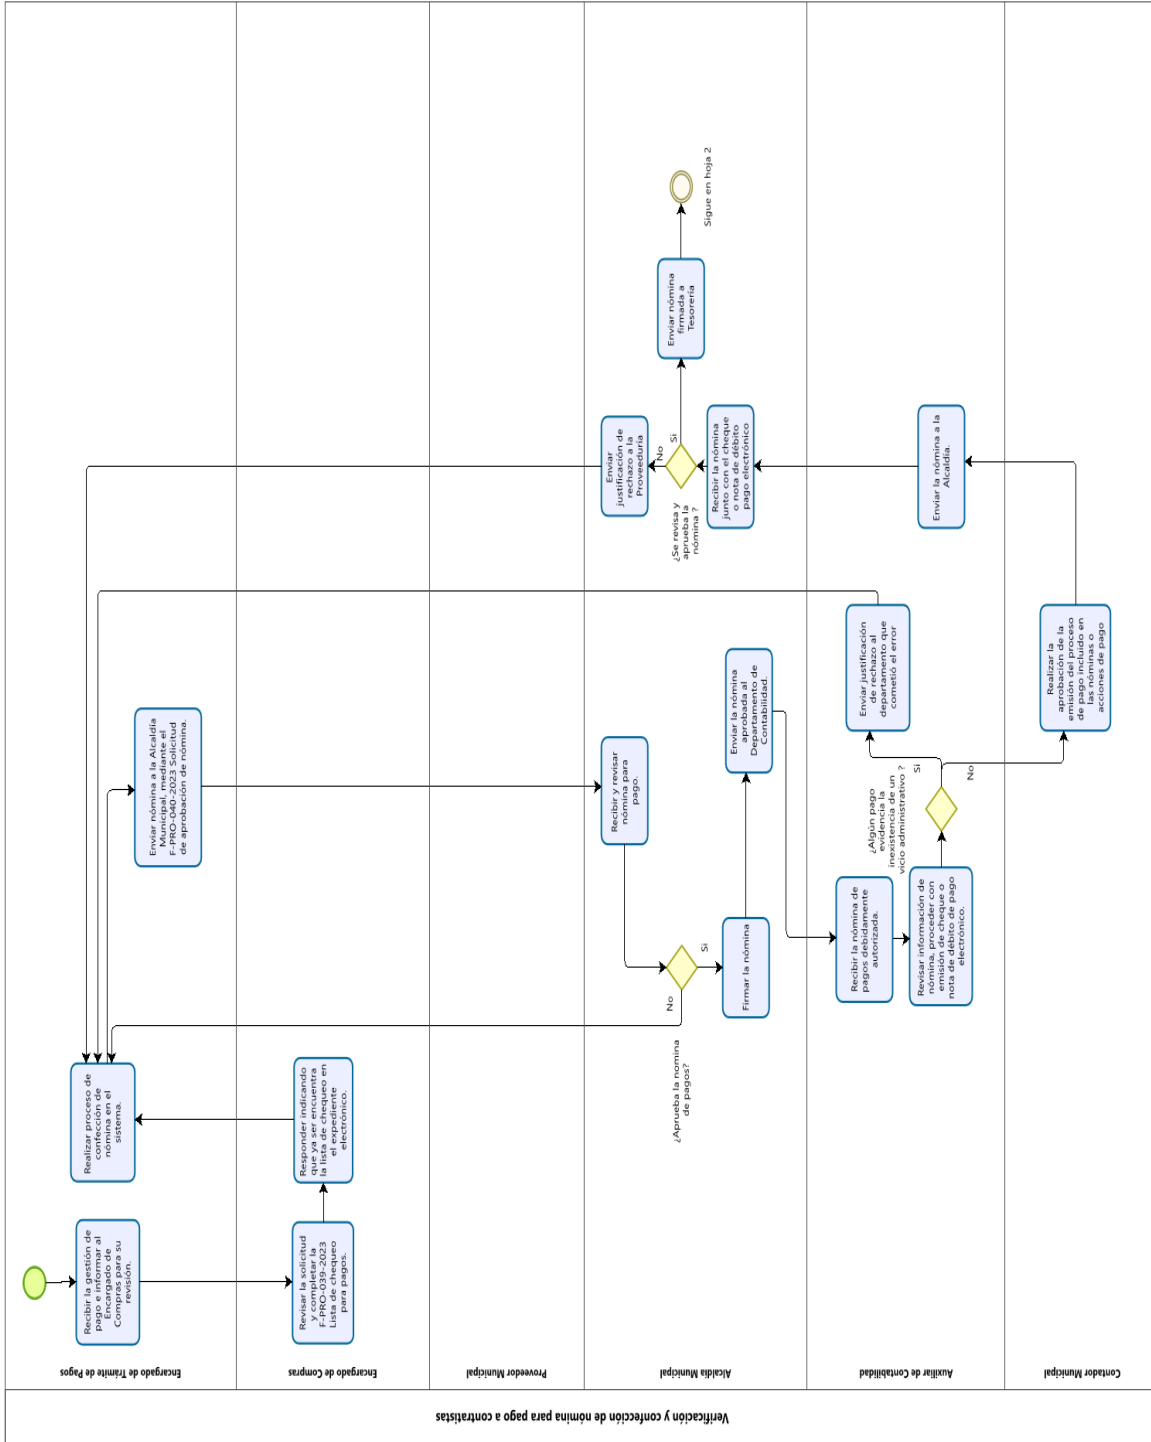 Verificación y confección de nómina para pago a contratistas
Encargado de Trámite de Pagos
Encargado de Compras
Proveedor Municipal
Alcaldía Municipal
Auxiliar de Contabilidad
Contador Municipal
Recibir la gestión de
pago e informar al
Encargado de
Compras para su
revisión.
Revisar la solicitud
y completar la
F-PRO-039-2023
Lista de chequeo
para pagos.
Responder indicando
que ya ser encuentra
la lista de chequeo en
el expediente
electrónico.
Realizar proceso de
confección de
nómina en el
sistema.
Enviar nómina a la Alcaldía
Municipal, mediante el
F-PRO-040-2023 Solicitud
de aprobación de nómina.
Recibir y revisar
nómina para
pago.
¿Aprueba la nomina
de pagos?
No
Si
Firmar la nómina
Enviar la nómina
aprobada al
Departamento de
Contabilidad.
Recibir la nómina de
pagos debidamente
autorizada.
Revisar información de
nómina, proceder con
emisión de cheque o
nota de débito de pago
electrónico.
¿Algún pago
evidencia la
inexistencia de un
vicio administrativo ?
Si
No
Enviar justificación
de rechazo al
departamento que
cometió el error
Realizar la
aprobación de la
emisión del proceso
de pago incluido en
las nóminas o
acciones de pago
Enviar la nómina a la
Alcaldía.
Recibir la nómina
junto con el cheque
o nota de débito
pago electrónico
¿Se revisa y
aprueba la
nómina ?
No
Si
Enviar
justificación de
rechazo a la
Proveeduria
Enviar nómina
firmada a
Tesorería
Sigue en hoja 2